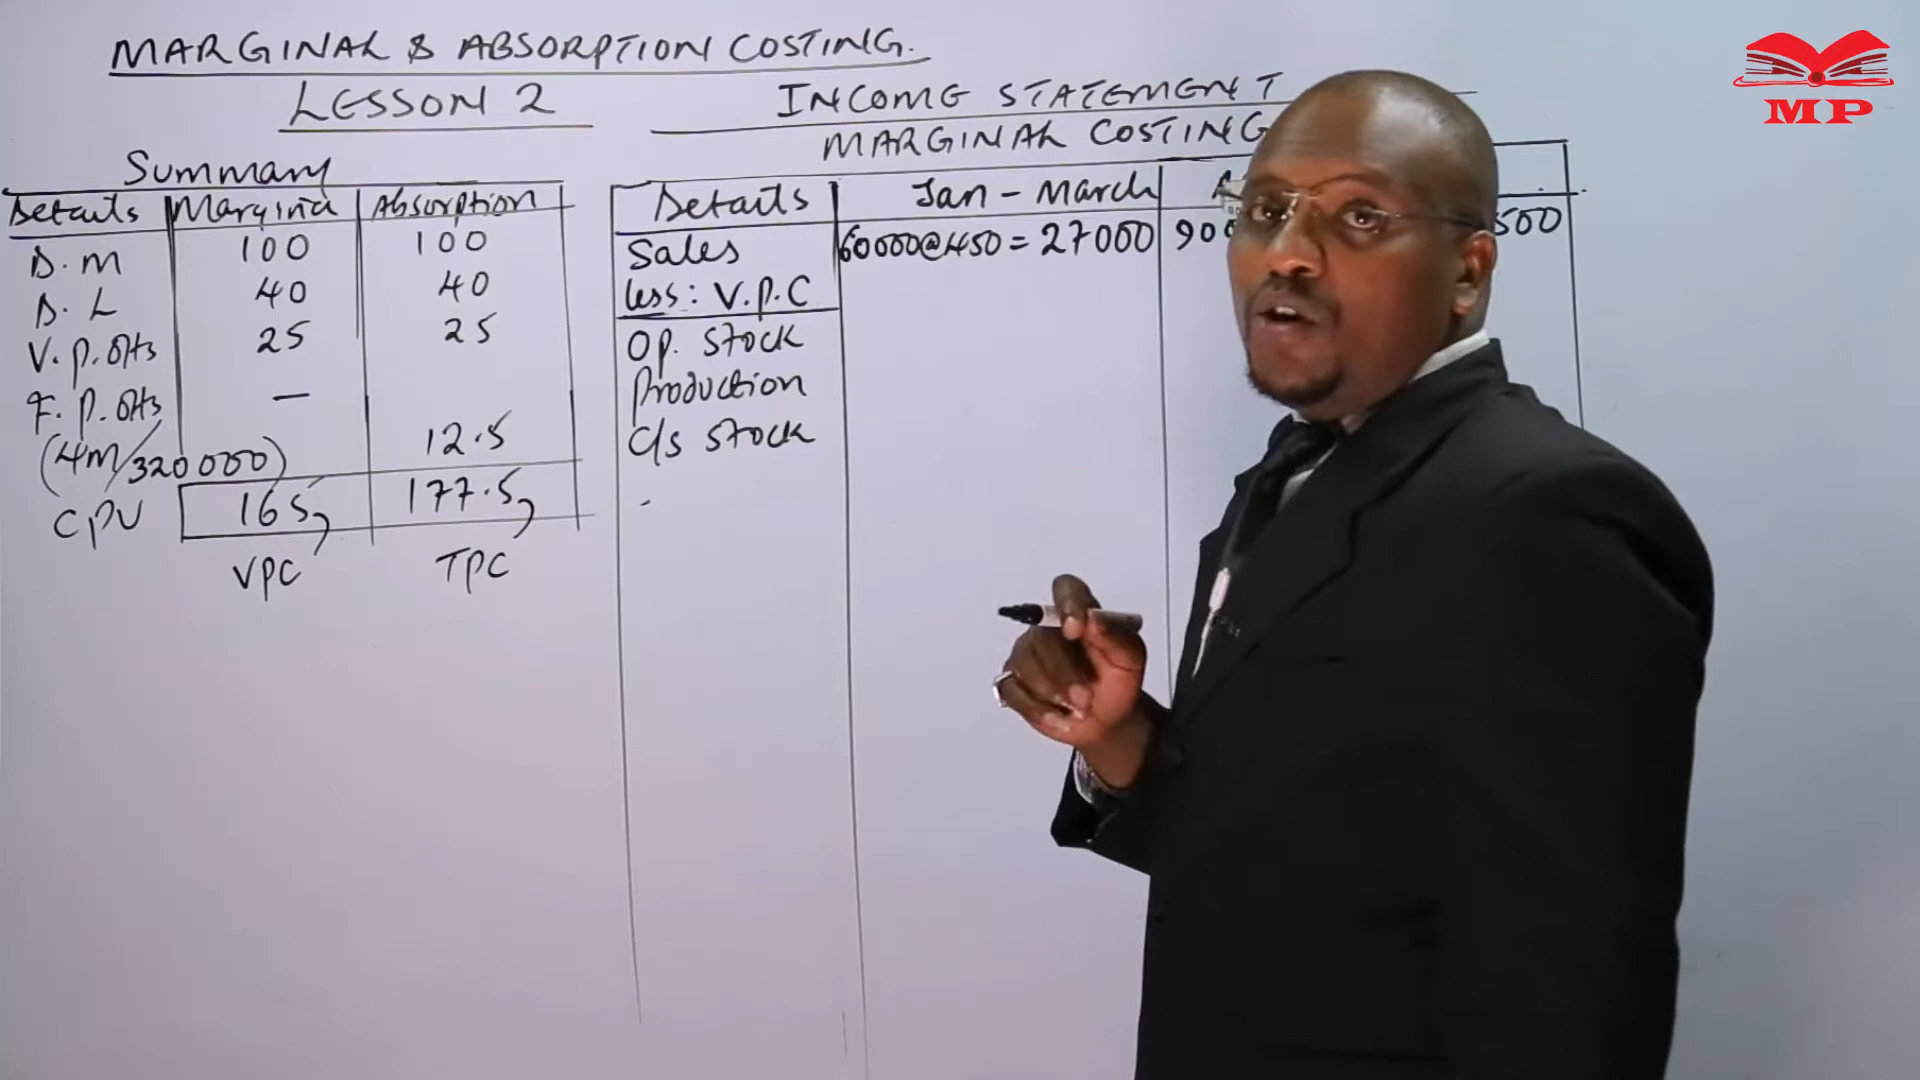 MARGINAL & ABSORPTION COSTING.
LESSON 2
Summary
Details Marginal Absorption
D.M 100 100
D.L 40 40
V.p.OHs 25 25
F.p.OHs —
(4m/320000) 12.5
CPU 165, 177.5,
VPC TPC
INCOME STATEMENT
MARGINAL COSTING
Details Jan - March
Sales 60000@450 = 27000 900 500
less: V.p.C
Op. Stock
Production
C/s stock
MP